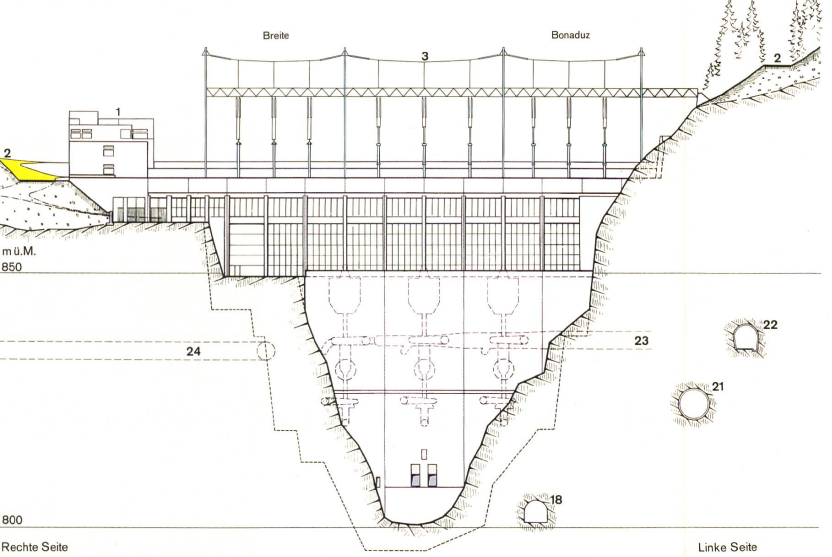 Breite
Bonaduz
3
2
1
2
m ü.M.
850
22
24
23
21
18
800
Rechte Seite
Linke Seite